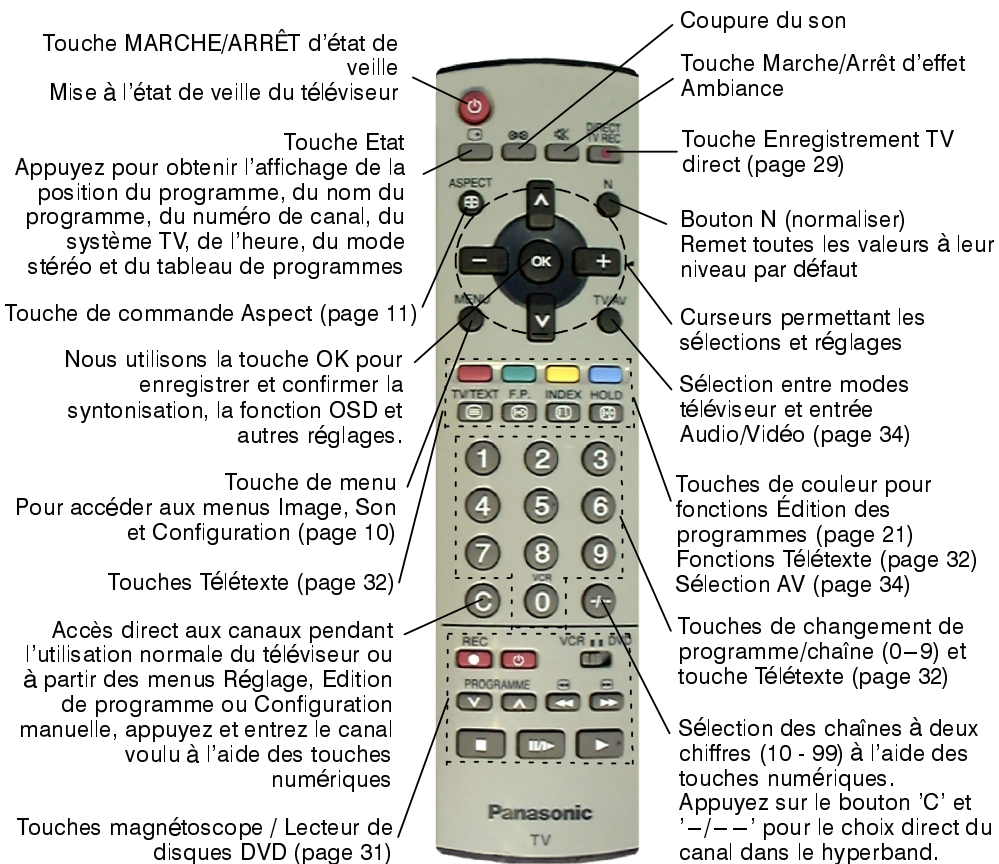 Touche MARCHE/ARRÊT d'état de
veille
Mise à l'état de veille du téléviseur
Touche Etat
Appuyez pour obtenir l'affichage de la
position du programme, du nom du
programme, du numéro de canal, du
système TV, de l'heure, du mode
stéréo et du tableau de programmes
Touche de commande Aspect (page 11)
Nous utilisons la touche OK pour
enregistrer et confirmer la
syntonisation, la fonction OSD et
autres réglages.
Touche de menu
Pour accéder aux menus Image, Son
et Configuration (page 10)
Touches Télétexte (page 32)
Accès direct aux canaux pendant
l'utilisation normale du téléviseur ou
à partir des menus Réglage, Edition
de programme ou Configuration
manuelle, appuyez et entrez le canal
voulu à l'aide des touches
numériques
Touches magnétoscope / Lecteur de
disques DVD (page 31)
DIRECT
TV REC
ASPECT
N
OK
MENU
TV/AV
TV/TEXT F.P. INDEX HOLD
1 2 3
4 5 6
7 8 9
VCR
C 0 -/--
REC VCR DVD
PROGRAMME
Panasonic
TV
Coupure du son
Touche Marche/Arrêt d'effet
Ambiance
Touche Enregistrement TV
direct (page 29)
Bouton N (normaliser)
Remet toutes les valeurs à leur
niveau par défaut
Curseurs permettant les
sélections et réglages
Sélection entre modes
téléviseur et entrée
Audio/Vidéo (page 34)
Touches de couleur pour
fonctions Édition des
programmes (page 21)
Fonctions Télétexte (page 32)
Sélection AV (page 34)
Touches de changement de
programme/chaîne (0−9) et
touche Télétexte (page 32)
Sélection des chaînes à deux
chiffres (10 - 99) à l'aide des
touches numériques.
Appuyez sur le bouton 'C' et
'−/−−' pour le choix direct du
canal dans le hyperband.